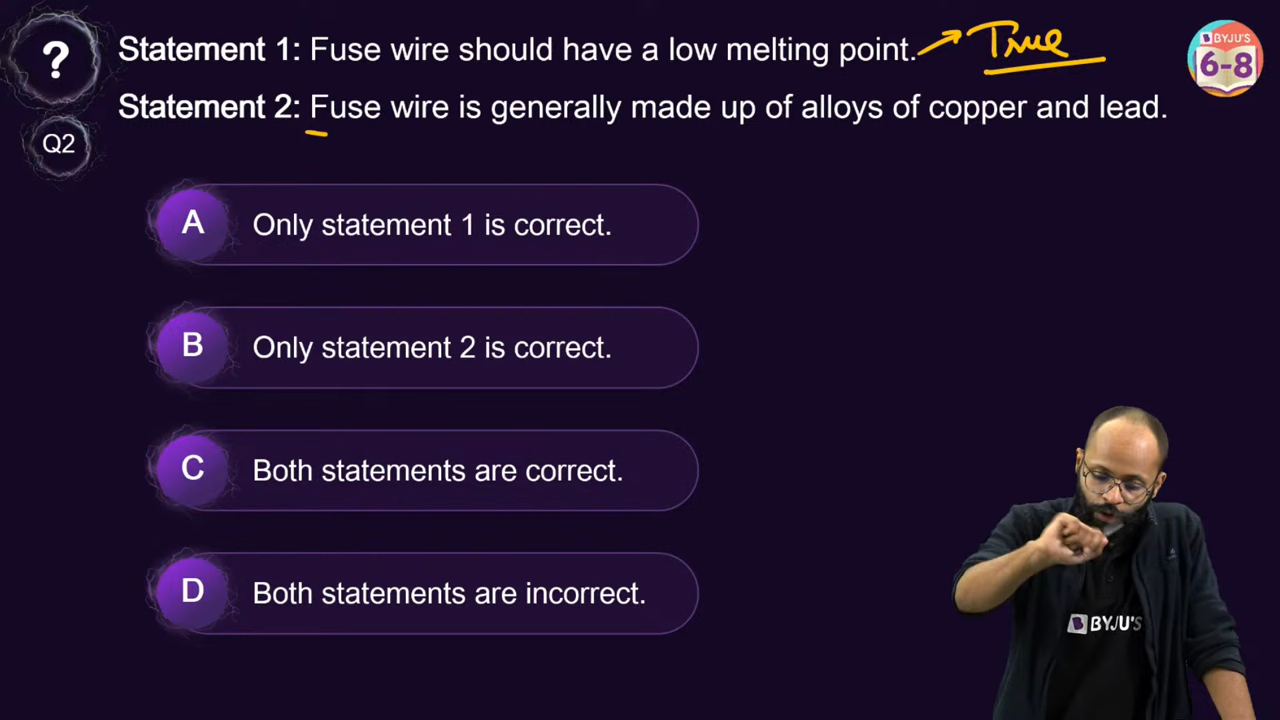 ?
Statement 1: Fuse wire should have a low melting point. → True
BYJU'S
6-8
Statement 2: Fuse wire is generally made up of alloys of copper and lead.
Q2
A Only statement 1 is correct.
B Only statement 2 is correct.
C Both statements are correct.
D Both statements are incorrect.
BYJU'S